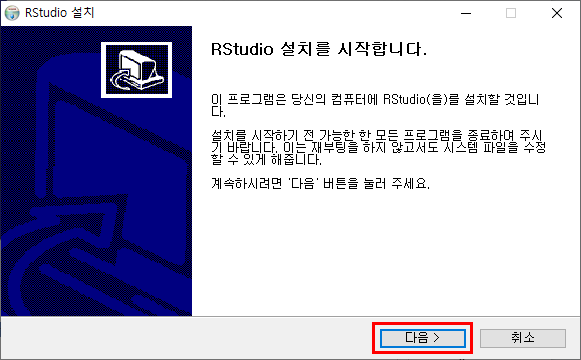 RStudio 설치
RStudio 설치를 시작합니다.
이 프로그램은 당신의 컴퓨터에 RStudio(을)를 설치할 것입니
다.
설치를 시작하기 전 가능한 한 모든 프로그램을 종료하여 주시
기 바랍니다. 이는 재부팅을 하지 않고서도 시스템 파일을 수정
할 수 있게 해줍니다.
계속하시려면 '다음' 버튼을 눌러 주세요.
다음 >
취소